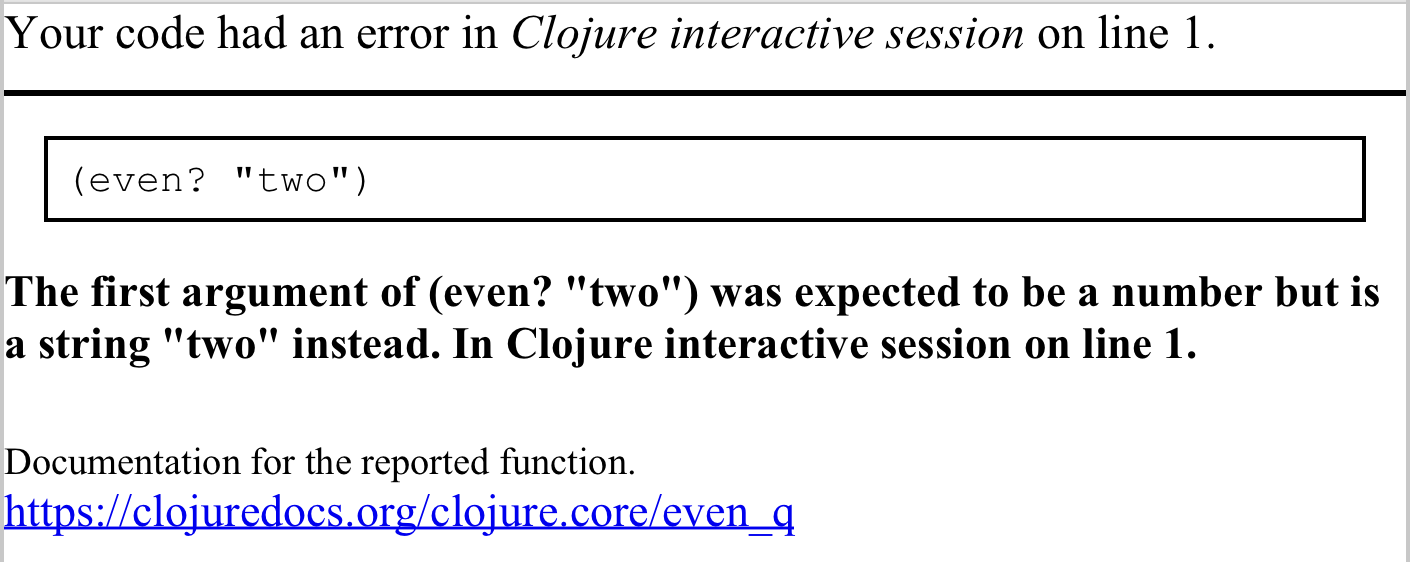 Your code had an error in Clojure interactive session on line 1.
(even? "two")
The first argument of (even? "two") was expected to be a number but is
a string "two" instead. In Clojure interactive session on line 1.
Documentation for the reported function.
https://clojuredocs.org/clojure.core/even_q